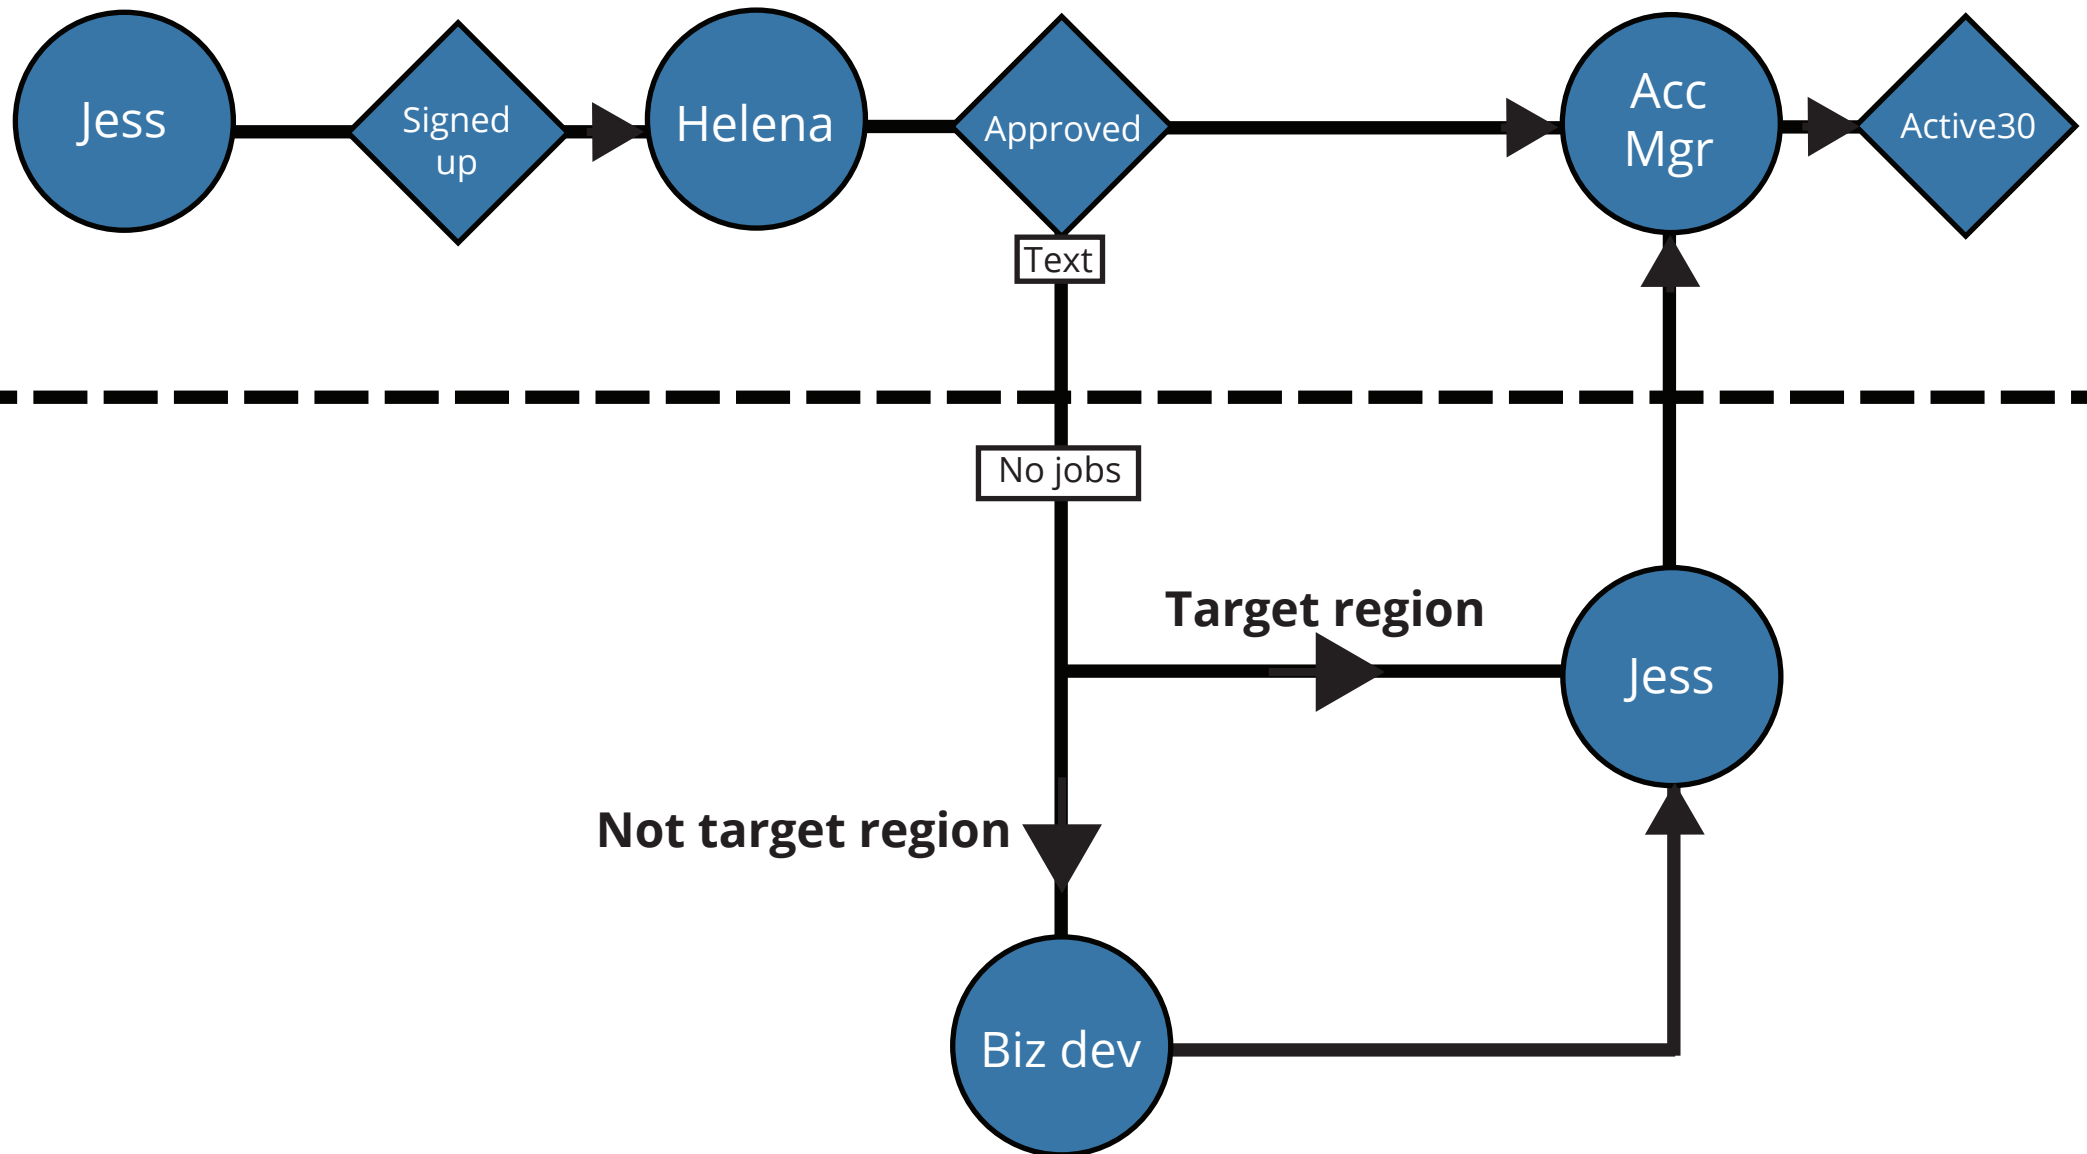 Jess
Signed
up
Helena
Approved
Acc
Mgr
Active30
Text
No jobs
Target region
Jess
Not target region
Biz dev